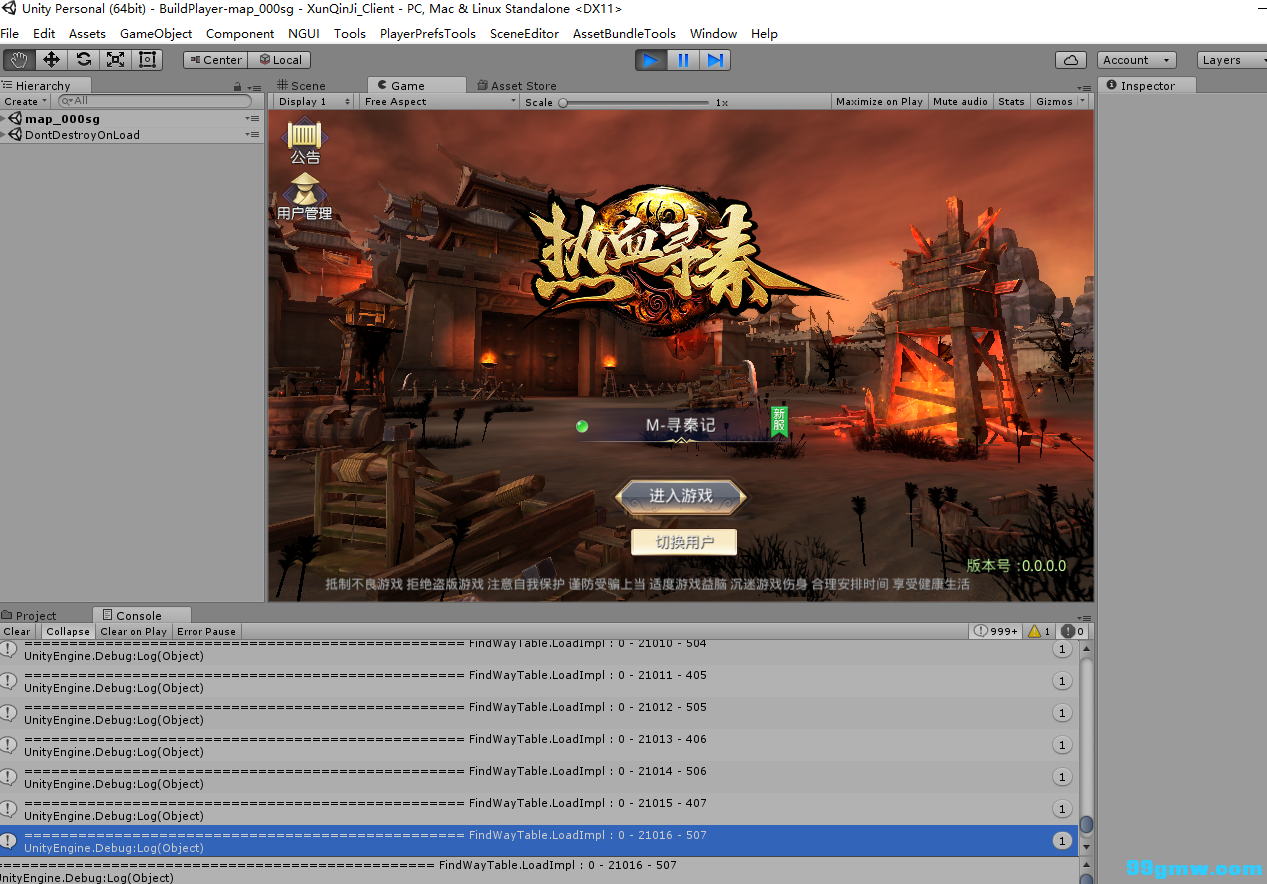 Unity Personal (64bit) - BuildPlayer-map_000sg - XunQinJi_Client - PC, Mac & Linux Standalone <DX11>
File Edit Assets GameObject Component NGUI Tools PlayerPrefsTools SceneEditor AssetBundleTools Window Help
Center Local Account Layers
Hierarchy Scene Game Asset Store Inspector
Create All Display 1 Free Aspect Scale 1x Maximize on Play Mute audio Stats Gizmos
map_000sg
DontDestroyOnLoad
公告
用户管理
热血寻秦
M-寻秦记
新服
进入游戏
切换用户
版本号 :0.0.0.0
抵制不良游戏 拒绝盗版游戏 注意自我保护 谨防受骗上当 适度游戏益脑 沉迷游戏伤身 合理安排时间 享受健康生活
Project Console
Clear Collapse Clear on Play Error Pause 999+ 1 0
============================================ FindWayTable.LoadImpl : 0 - 21010 - 504
UnityEngine.Debug:Log(Object) 1
============================================ FindWayTable.LoadImpl : 0 - 21011 - 405
UnityEngine.Debug:Log(Object) 1
============================================ FindWayTable.LoadImpl : 0 - 21012 - 505
UnityEngine.Debug:Log(Object) 1
============================================ FindWayTable.LoadImpl : 0 - 21013 - 406
UnityEngine.Debug:Log(Object) 1
============================================ FindWayTable.LoadImpl : 0 - 21014 - 506
UnityEngine.Debug:Log(Object) 1
============================================ FindWayTable.LoadImpl : 0 - 21015 - 407
UnityEngine.Debug:Log(Object) 1
============================================ FindWayTable.LoadImpl : 0 - 21016 - 507
UnityEngine.Debug:Log(Object) 1
============================================ FindWayTable.LoadImpl : 0 - 21016 - 507
UnityEngine.Debug:Log(Object)
99gmw.com